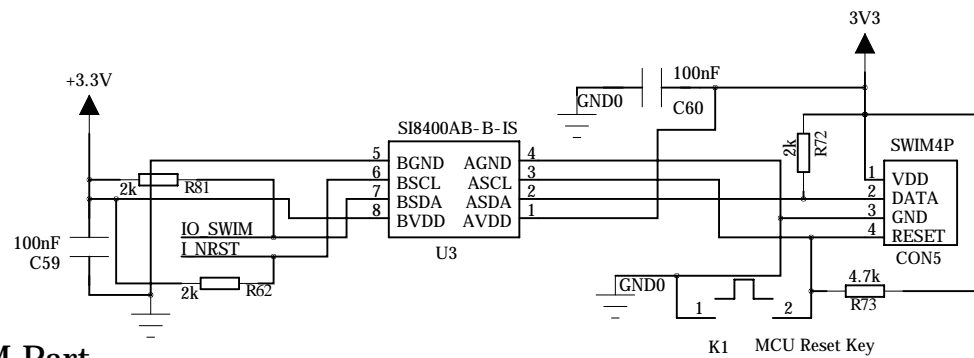 3V3
+3.3V
100nF
GND0
C60
SI8400AB-B-IS
2k
R72
SWIM4P
5 BGND AGND 4
6 BSCL ASCL 3
7 BSDA ASDA 2
8 BVDD AVDD 1
U3
2k
R81
1 VDD
2 DATA
3 GND
4 RESET
CON5
IO_SWIM
I_NRST
100nF
C59
2k
R62
GND0
4.7k
R73
1 2
K1 MCU Reset Key